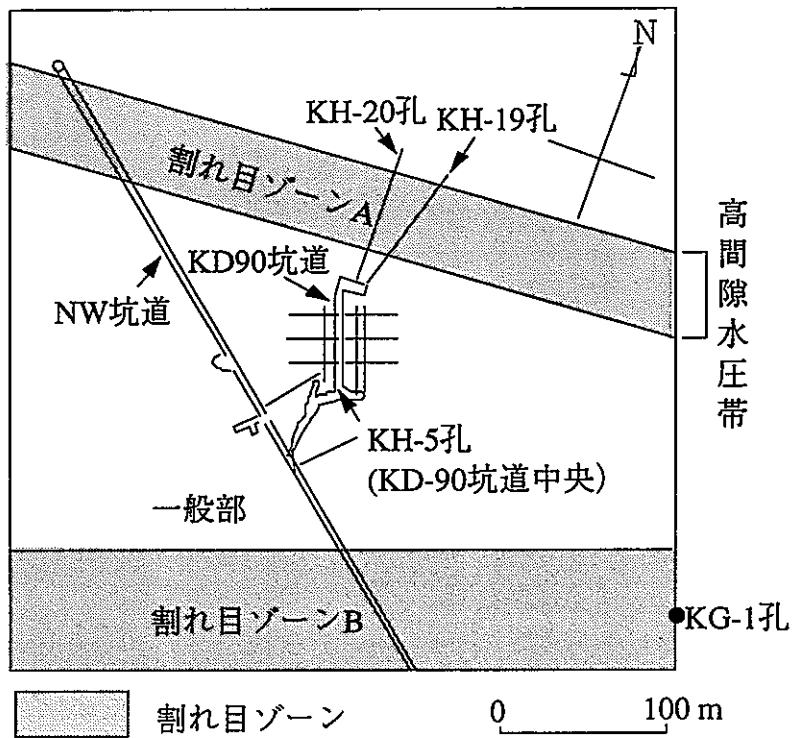 N
KH-20孔
KH-19孔
割れ目ゾーンA
KD90坑道
NW坑道
高間隙水圧帯
KH-5孔
(KD-90坑道中央)
一般部
割れ目ゾーンB
KG-1孔
割れ目ゾーン
0 100 m